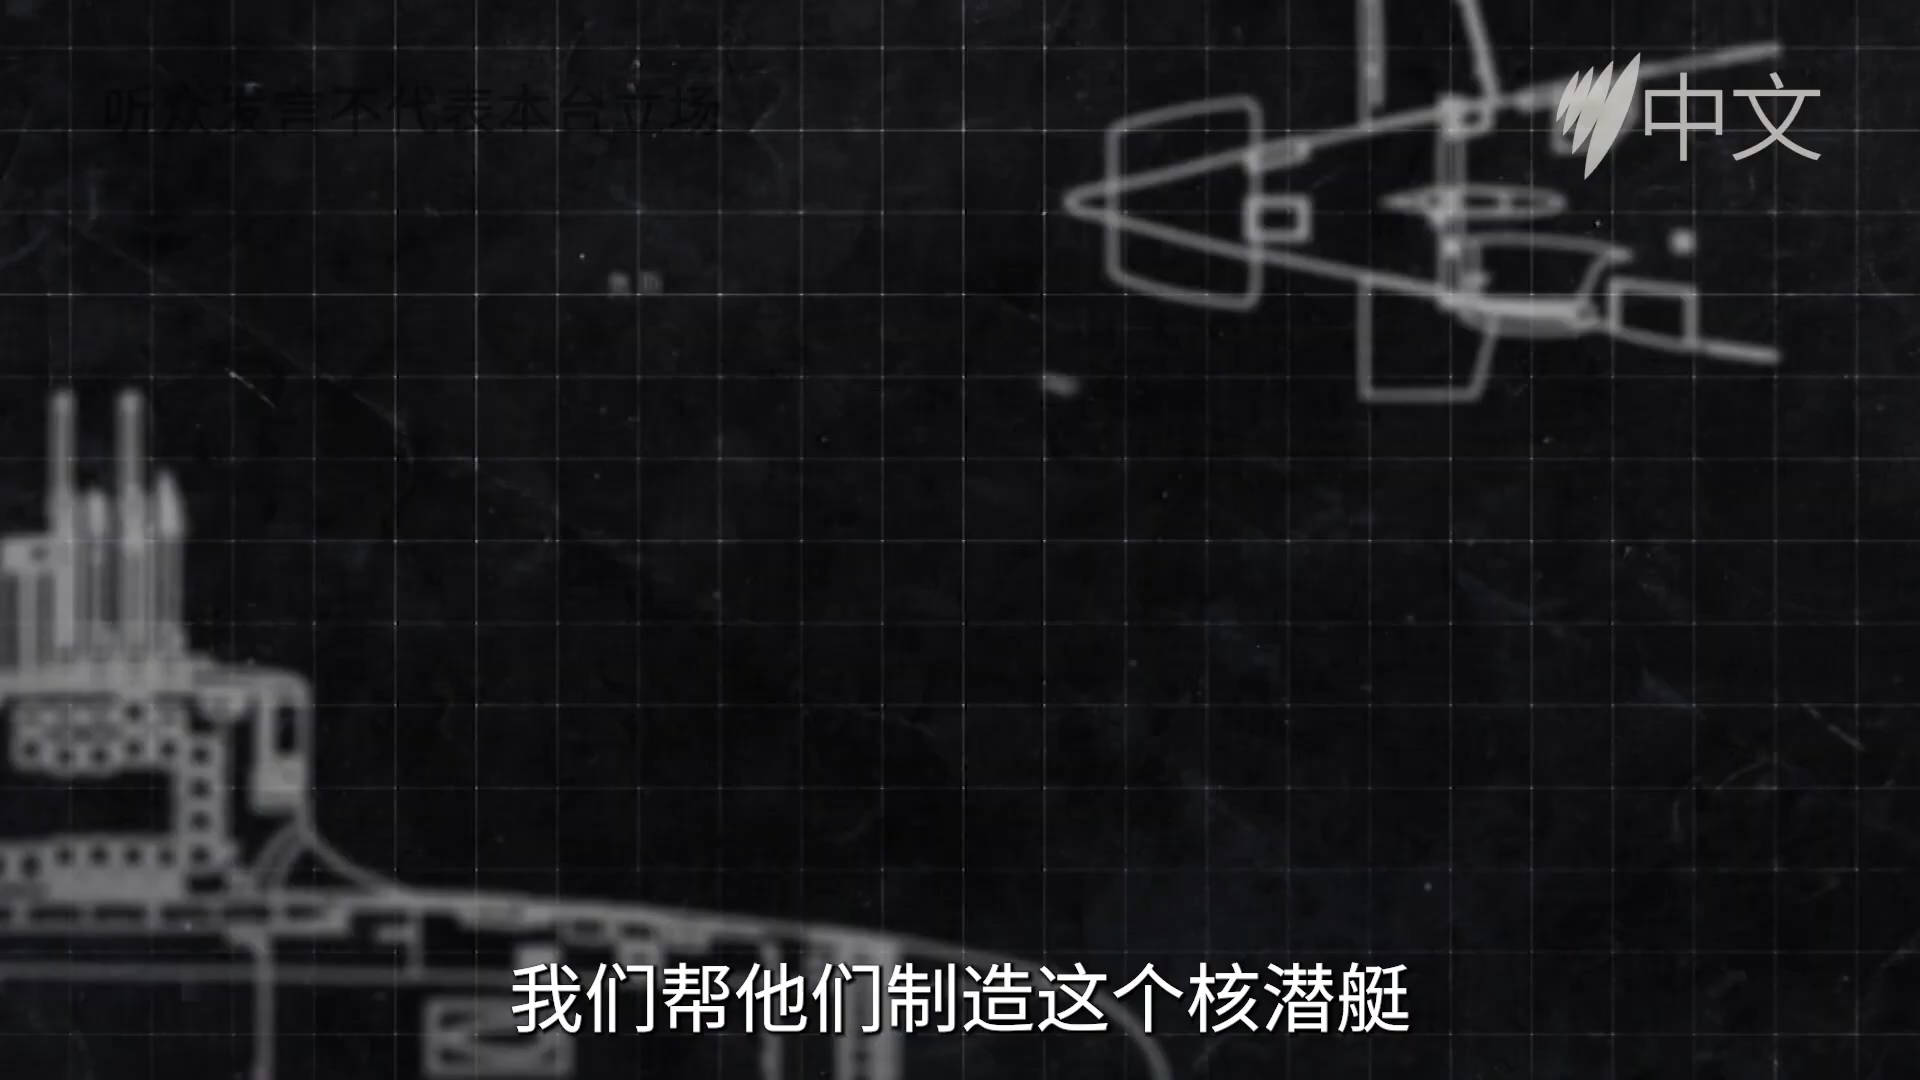 听众发言不代表本台立场
中文
我们帮他们制造这个核潜艇